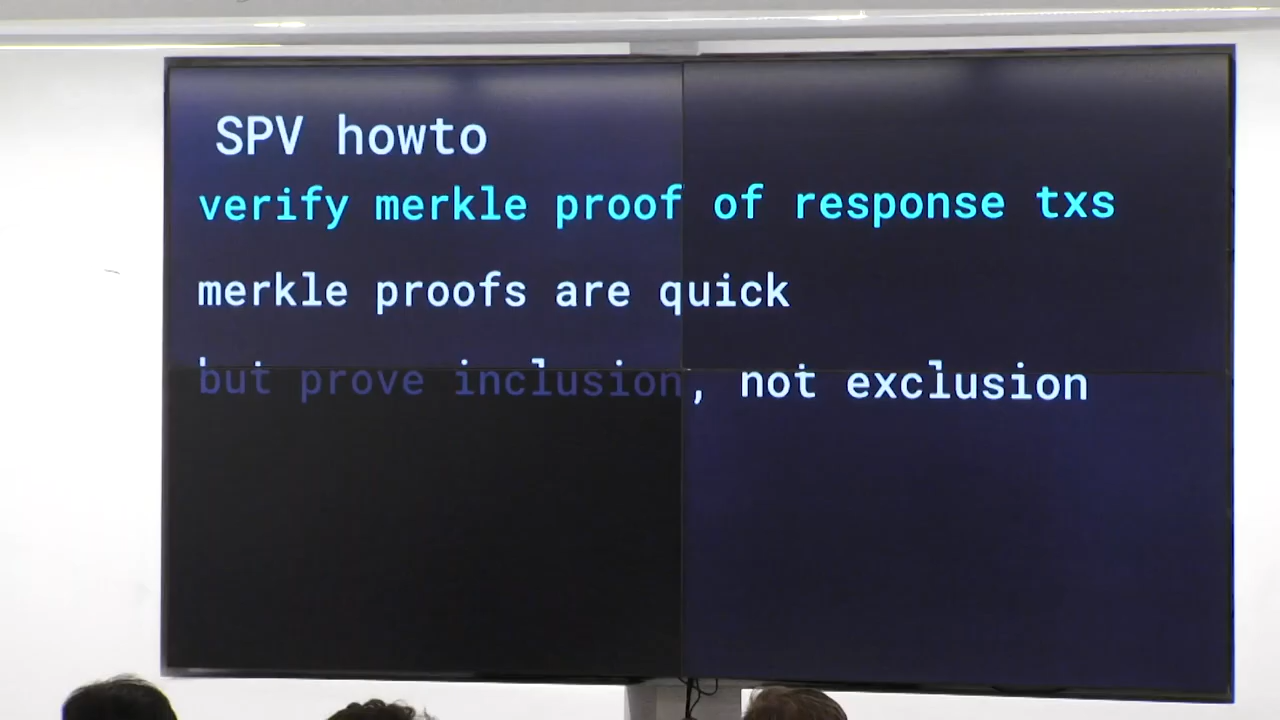 SPV howto
verify merkle proof of response txs
merkle proofs are quick
but prove inclusion, not exclusion